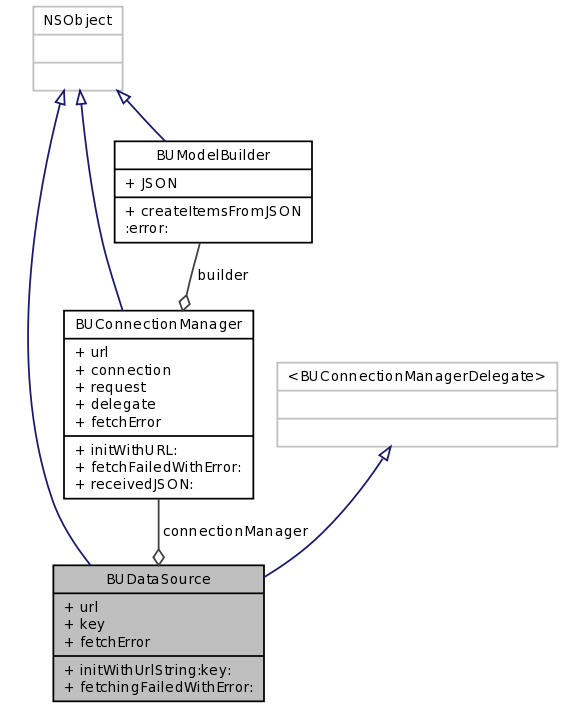 NSObject
BUModelBuilder
+ JSON
+ createItemsFromJSON
:error:
builder
BUConnectionManager
+ url
+ connection
+ request
+ delegate
+ fetchError
+ initWithURL:
+ fetchFailedWithError:
+ receivedJSON:
<BUConnectionManagerDelegate>
connectionManager
BUDataSource
+ url
+ key
+ fetchError
+ initWithUrlString:key:
+ fetchingFailedWithError: